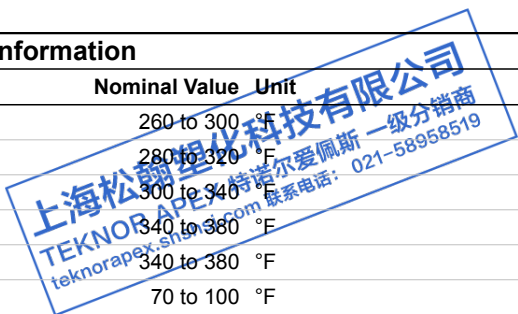 nformation
Nominal Value Unit
260 to 300 °F
280 to 320 °F
300 to 340 °F
340 to 380 °F
340 to 380 °F
70 to 100 °F
上海松翰塑化科技有限公司
TEKNOR APEX 特诺尔爱佩斯 一级分销商
teknorapex.shshsj.com 联系电话： 021-58958519